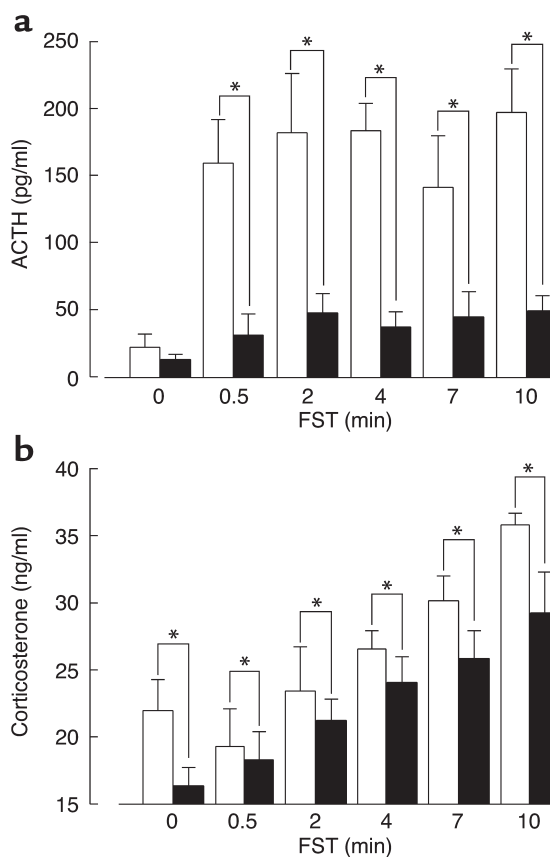 a
250
200
150
100
50
0
ACTH (pg/ml)
* * * * *
0 0.5 2 4 7 10
FST (min)
b
40
35
30
25
20
15
Corticosterone (ng/ml)
* * * * * *
0 0.5 2 4 7 10
FST (min)